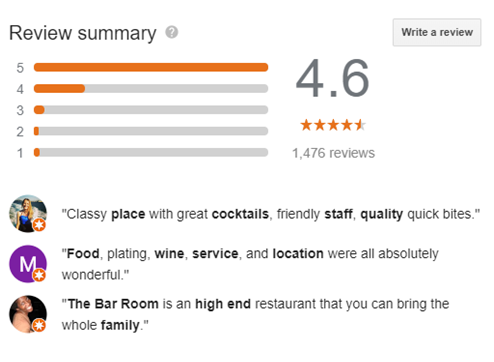 Review summary ?
Write a review
5
4
3
2
1
4.6
1,476 reviews
"Classy place with great cocktails, friendly staff, quality quick bites."
M
"Food, plating, wine, service, and location were all absolutely
wonderful."
"The Bar Room is an high end restaurant that you can bring the
whole family."